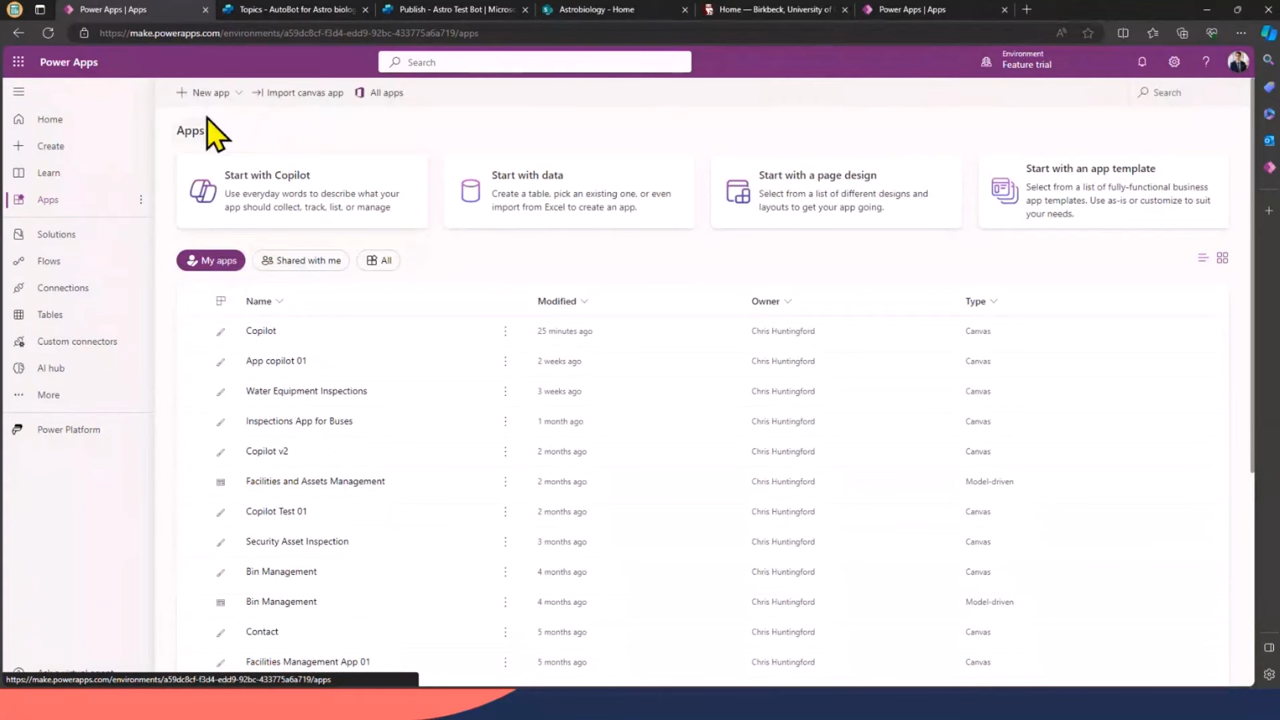 Power Apps | Apps
Topics - AutoBot for Astro biolog
Publish - Astro Test Bot | Micros
Astrobiology - Home
Home — Birkbeck, University of
Power Apps | Apps
https://make.powerapps.com/environments/a59dc8cf-f3d4-edd9-92bc-433775a6a719/apps
Power Apps
Search
Environment
Feature trial
New app
Import canvas app
All apps
Search
Home
Create
Learn
Apps
Solutions
Flows
Connections
Tables
Custom connectors
AI hub
More
Power Platform
Apps
Start with Copilot
Use everyday words to describe what your
app should collect, track, list, or manage
Start with data
Create a table, pick an existing one, or even
import from Excel to create an app.
Start with a page design
Select from a list of different designs and
layouts to get your app going.
Start with an app template
Select from a list of fully-functional business
app templates. Use as-is or customize to suit
your needs.
My apps
Shared with me
All
Name Modified Owner Type
Copilot 25 minutes ago Chris Huntingford Canvas
App copilot 01 2 weeks ago Chris Huntingford Canvas
Water Equipment Inspections 3 weeks ago Chris Huntingford Canvas
Inspections App for Buses 1 month ago Chris Huntingford Canvas
Copilot v2 2 months ago Chris Huntingford Canvas
Facilities and Assets Management 2 months ago Chris Huntingford Model-driven
Copilot Test 01 2 months ago Chris Huntingford Canvas
Security Asset Inspection 3 months ago Chris Huntingford Canvas
Bin Management 4 months ago Chris Huntingford Canvas
Bin Management 4 months ago Chris Huntingford Model-driven
Contact 5 months ago Chris Huntingford Canvas
Facilities Management App 01 5 months ago Chris Huntingford Canvas
https://make.powerapps.com/environments/a59dc8cf-f3d4-edd9-92bc-433775a6a719/apps